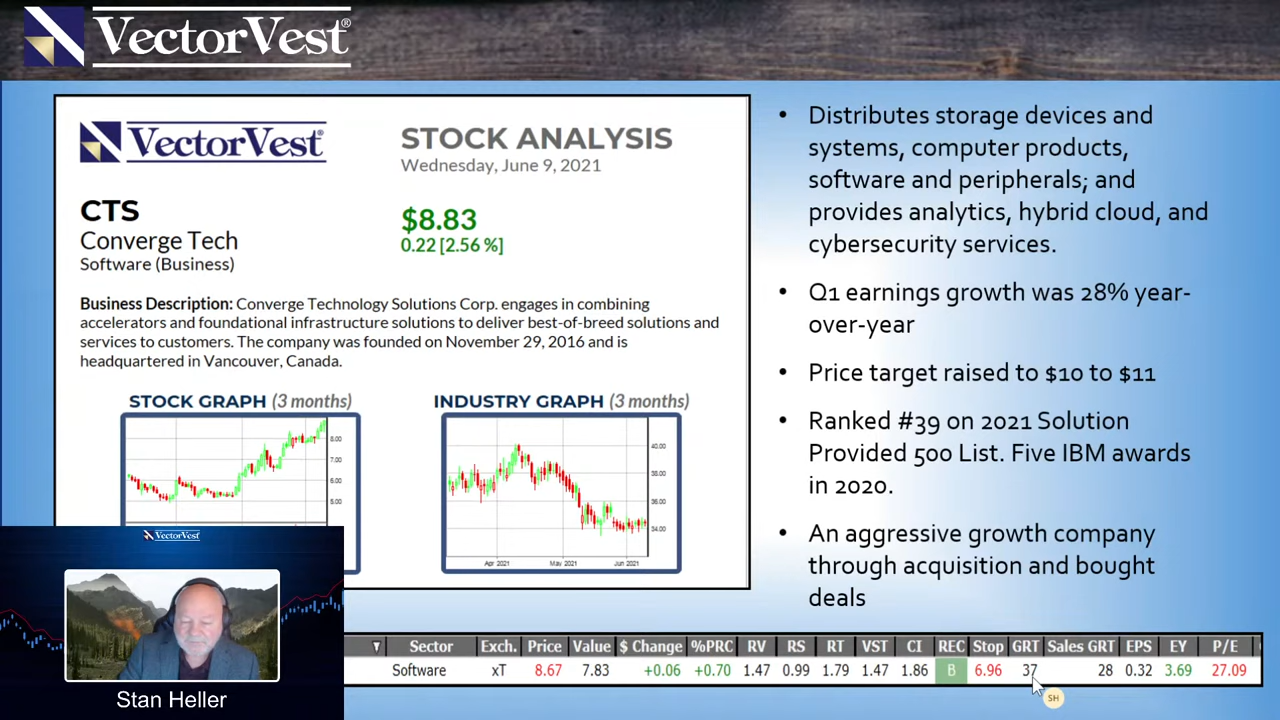 VectorVest®
VectorVest
STOCK ANALYSIS
Wednesday, June 9, 2021
CTS
Converge Tech
Software (Business)
$8.83
0.22 [2.56 %]
Business Description: Converge Technology Solutions Corp. engages in combining
accelerators and foundational infrastructure solutions to deliver best-of-breed solutions and
services to customers. The company was founded on November 29, 2016 and is
headquartered in Vancouver, Canada.
STOCK GRAPH (3 months)
8.00
7.00
6.00
5.00
INDUSTRY GRAPH (3 months)
40.00
38.00
36.00
34.00
Apr 2021 May 2021 Jun 2021
• Distributes storage devices and
systems, computer products,
software and peripherals; and
provides analytics, hybrid cloud, and
cybersecurity services.
• Q1 earnings growth was 28% year-
over-year
• Price target raised to $10 to $11
• Ranked #39 on 2021 Solution
Provided 500 List. Five IBM awards
in 2020.
• An aggressive growth company
through acquisition and bought
deals
VectorVest
Stan Heller
Sector Exch. Price Value $ Change %PRC RV RS RT VST CI REC Stop GRT Sales GRT EPS EY P/E
Software xT 8.67 7.83 +0.06 +0.70 1.47 0.99 1.79 1.47 1.86 B 6.96 37 28 0.32 3.69 27.09
SH